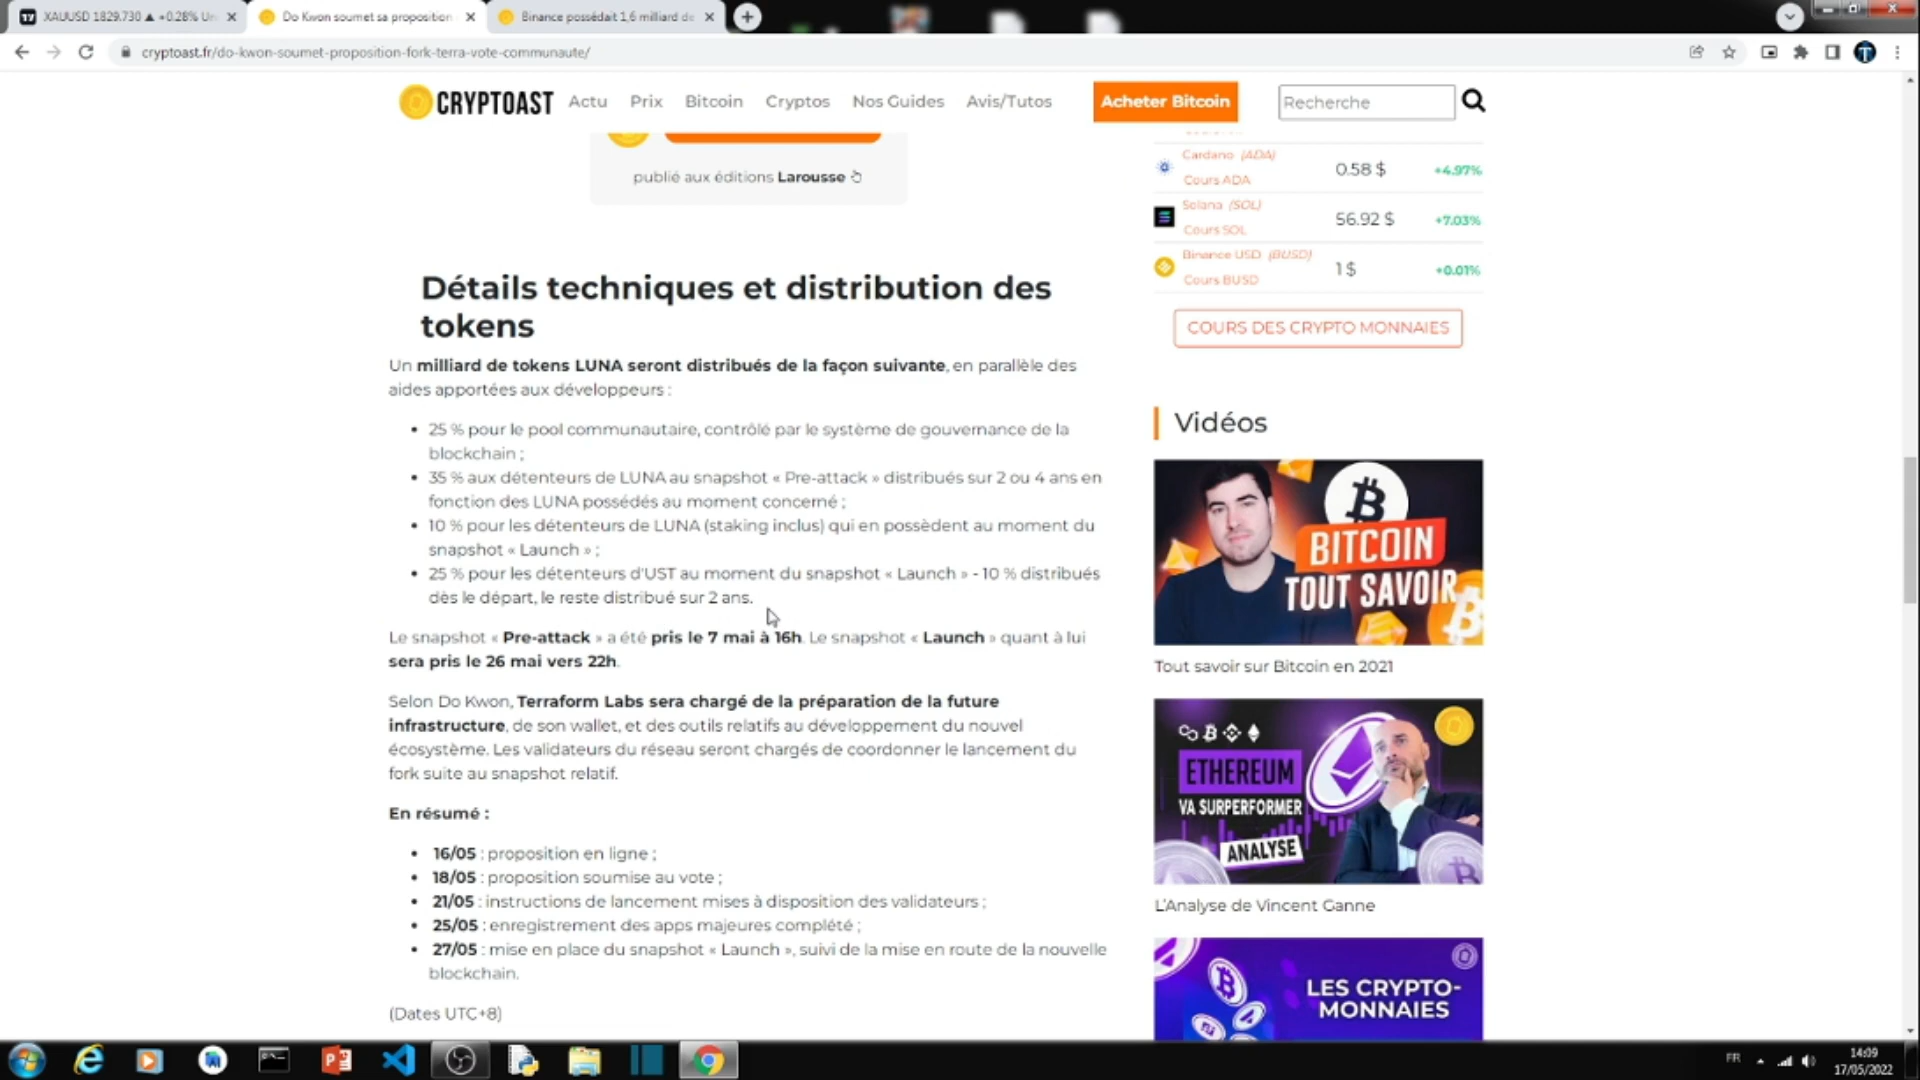 XAUUSD 1829.730 ▲ +0.28% Un
Do Kwon soumet sa proposition
Binance possédait 1,6 milliard de
cryptoast.fr/do-kwon-soumet-proposition-fork-terra-vote-communaute/
CRYPTOAST
Actu
Prix
Bitcoin
Cryptos
Nos Guides
Avis/Tutos
Acheter Bitcoin
Recherche
publié aux éditions Larousse
Détails techniques et distribution des
tokens
Un milliard de tokens LUNA seront distribués de la façon suivante, en parallèle des
aides apportées aux développeurs :
• 25 % pour le pool communautaire, contrôlé par le système de gouvernance de la
blockchain ;
• 35 % aux détenteurs de LUNA au snapshot « Pre-attack » distribués sur 2 ou 4 ans en
fonction des LUNA possédés au moment concerné ;
• 10 % pour les détenteurs de LUNA (staking inclus) qui en possèdent au moment du
snapshot « Launch » ;
• 25 % pour les détenteurs d'UST au moment du snapshot « Launch » - 10 % distribués
dès le départ, le reste distribué sur 2 ans.
Le snapshot « Pre-attack » a été pris le 7 mai à 16h. Le snapshot « Launch » quant à lui
sera pris le 26 mai vers 22h.
Selon Do Kwon, Terraform Labs sera chargé de la préparation de la future
infrastructure, de son wallet, et des outils relatifs au développement du nouvel
écosystème. Les validateurs du réseau seront chargés de coordonner le lancement du
fork suite au snapshot relatif.
En résumé :
• 16/05 : proposition en ligne ;
• 18/05 : proposition soumise au vote ;
• 21/05 : instructions de lancement mises à disposition des validateurs ;
• 25/05 : enregistrement des apps majeures complété ;
• 27/05 : mise en place du snapshot « Launch », suivi de la mise en route de la nouvelle
blockchain.
(Dates UTC+8)
Cardano (ADA)
Cours ADA
0.58 $
+4.97%
Solana (SOL)
Cours SOL
56.92 $
+7.03%
Binance USD (BUSD)
Cours BUSD
1 $
+0.01%
COURS DES CRYPTO MONNAIES
Vidéos
BITCOIN
TOUT SAVOIR
Tout savoir sur Bitcoin en 2021
ETHEREUM
VA SURPERFORMER
ANALYSE
L'Analyse de Vincent Ganne
LES CRYPTO-
MONNAIES
FR
14:09
17/05/2022